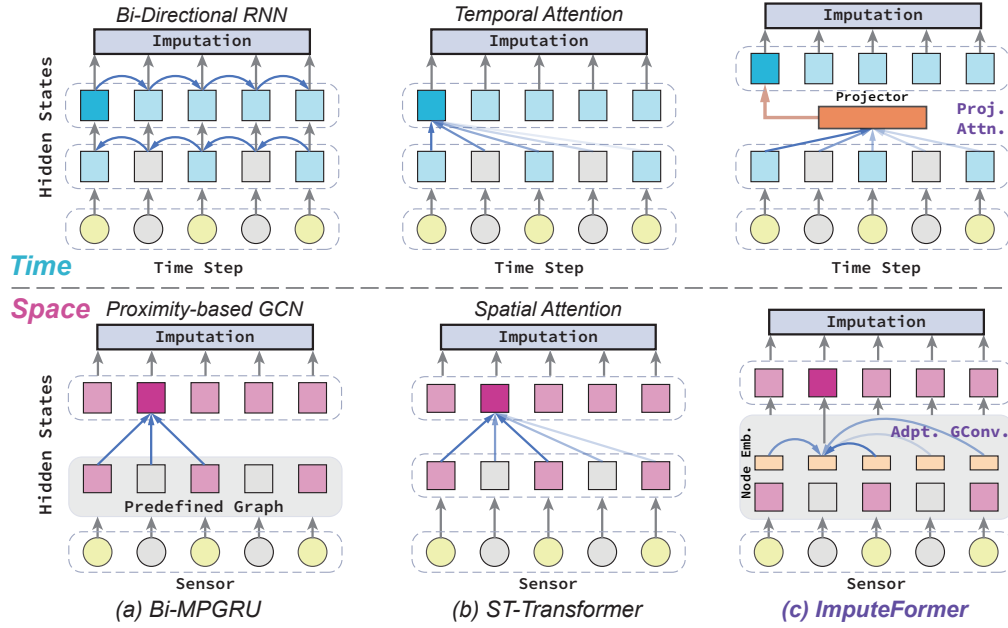 Bi-Directional RNN
Temporal Attention
Imputation
Imputation
Imputation
Hidden States
Projector
Proj.
Attn.
Time
Time Step
Time Step
Time Step
Space
Proximity-based GCN
Spatial Attention
Imputation
Imputation
Imputation
Hidden States
Predefined Graph
Node Emb.
Adpt. GConv.
Sensor
Sensor
Sensor
(a) Bi-MPGRU
(b) ST-Transformer
(c) ImputeFormer